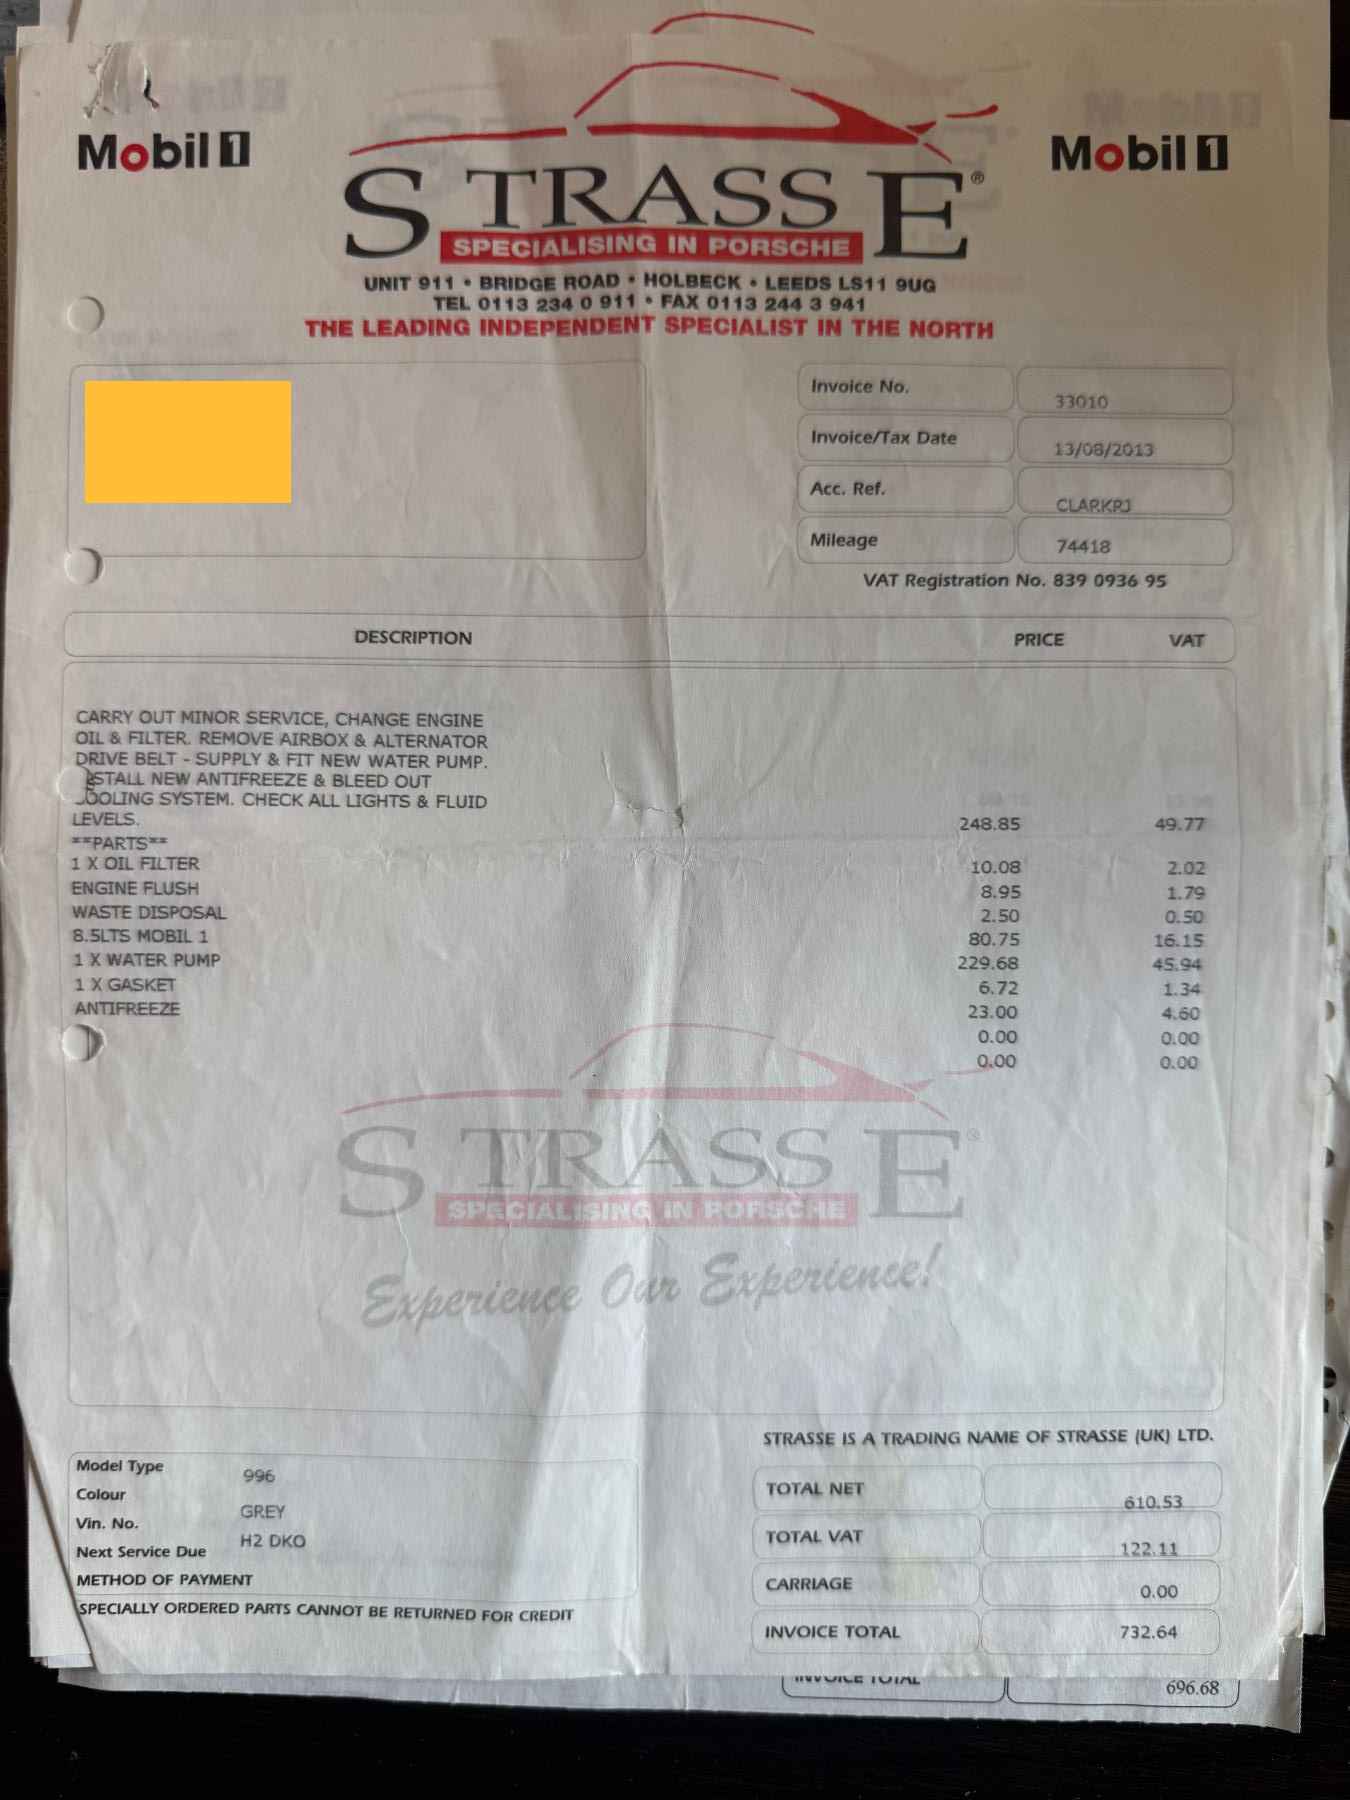 Mobil 1
Mobil 1
STRASSE®
SPECIALISING IN PORSCHE
UNIT 911 • BRIDGE ROAD • HOLBECK • LEEDS LS11 9UG
TEL 0113 234 0 911 • FAX 0113 244 3 941
THE LEADING INDEPENDENT SPECIALIST IN THE NORTH
Invoice No. 33010
Invoice/Tax Date 13/08/2013
Acc. Ref. CLARKRJ
Mileage 74418
VAT Registration No. 839 0936 95
DESCRIPTION PRICE VAT
CARRY OUT MINOR SERVICE, CHANGE ENGINE
OIL & FILTER. REMOVE AIRBOX & ALTERNATOR
DRIVE BELT - SUPPLY & FIT NEW WATER PUMP.
STALL NEW ANTIFREEZE & BLEED OUT
OOLING SYSTEM. CHECK ALL LIGHTS & FLUID
LEVELS. 248.85 49.77
**PARTS**
1 X OIL FILTER 10.08 2.02
ENGINE FLUSH 8.95 1.79
WASTE DISPOSAL 2.50 0.50
8.5LTS MOBIL 1 80.75 16.15
1 X WATER PUMP 229.68 45.94
1 X GASKET 6.72 1.34
ANTIFREEZE 23.00 4.60
0.00 0.00
0.00 0.00
STRASSE®
SPECIALISING IN PORSCHE
Experience Our Experience!
STRASSE IS A TRADING NAME OF STRASSE (UK) LTD.
Model Type 996
Colour GREY
Vin. No. H2 DKO
Next Service Due
METHOD OF PAYMENT
SPECIALLY ORDERED PARTS CANNOT BE RETURNED FOR CREDIT
TOTAL NET 610.53
TOTAL VAT 122.11
CARRIAGE 0.00
INVOICE TOTAL 732.64
INVOICE TOTAL 696.68